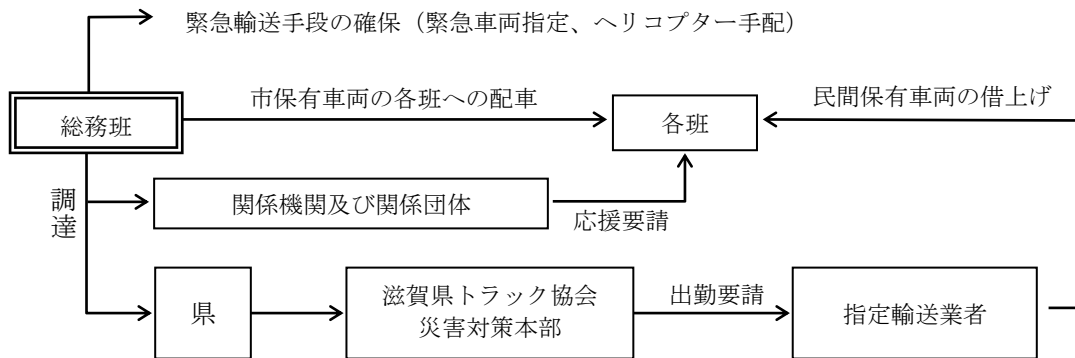 緊急輸送手段の確保（緊急車両指定、ヘリコプター手配）
市保有車両の各班への配車
民間保有車両の借上げ
総務班
各班
調達
関係機関及び関係団体
応援要請
県
滋賀県トラック協会
災害対策本部
出勤要請
指定輸送業者